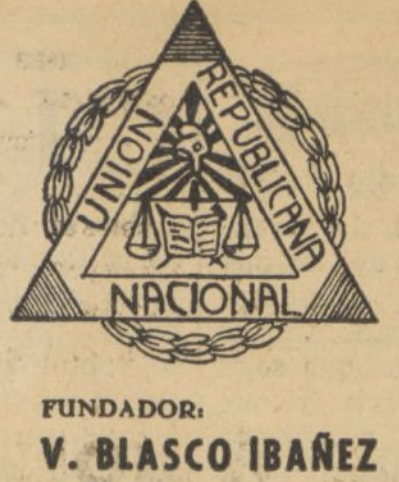 UNION
REPUBLICANA
NACIONAL
FUNDADOR:
V. BLASCO IBAÑEZ